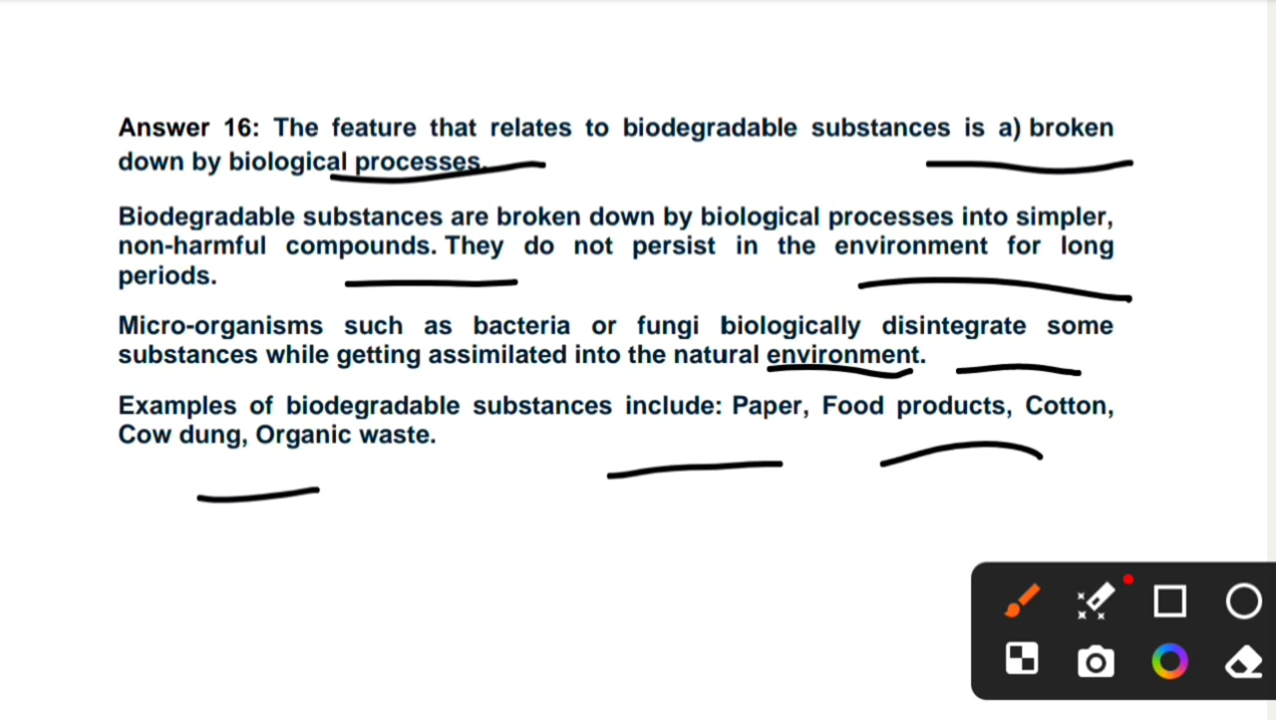 Answer 16: The feature that relates to biodegradable substances is a) broken
down by biological processes.
Biodegradable substances are broken down by biological processes into simpler,
non-harmful compounds. They do not persist in the environment for long
periods.
Micro-organisms such as bacteria or fungi biologically disintegrate some
substances while getting assimilated into the natural environment.
Examples of biodegradable substances include: Paper, Food products, Cotton,
Cow dung, Organic waste.